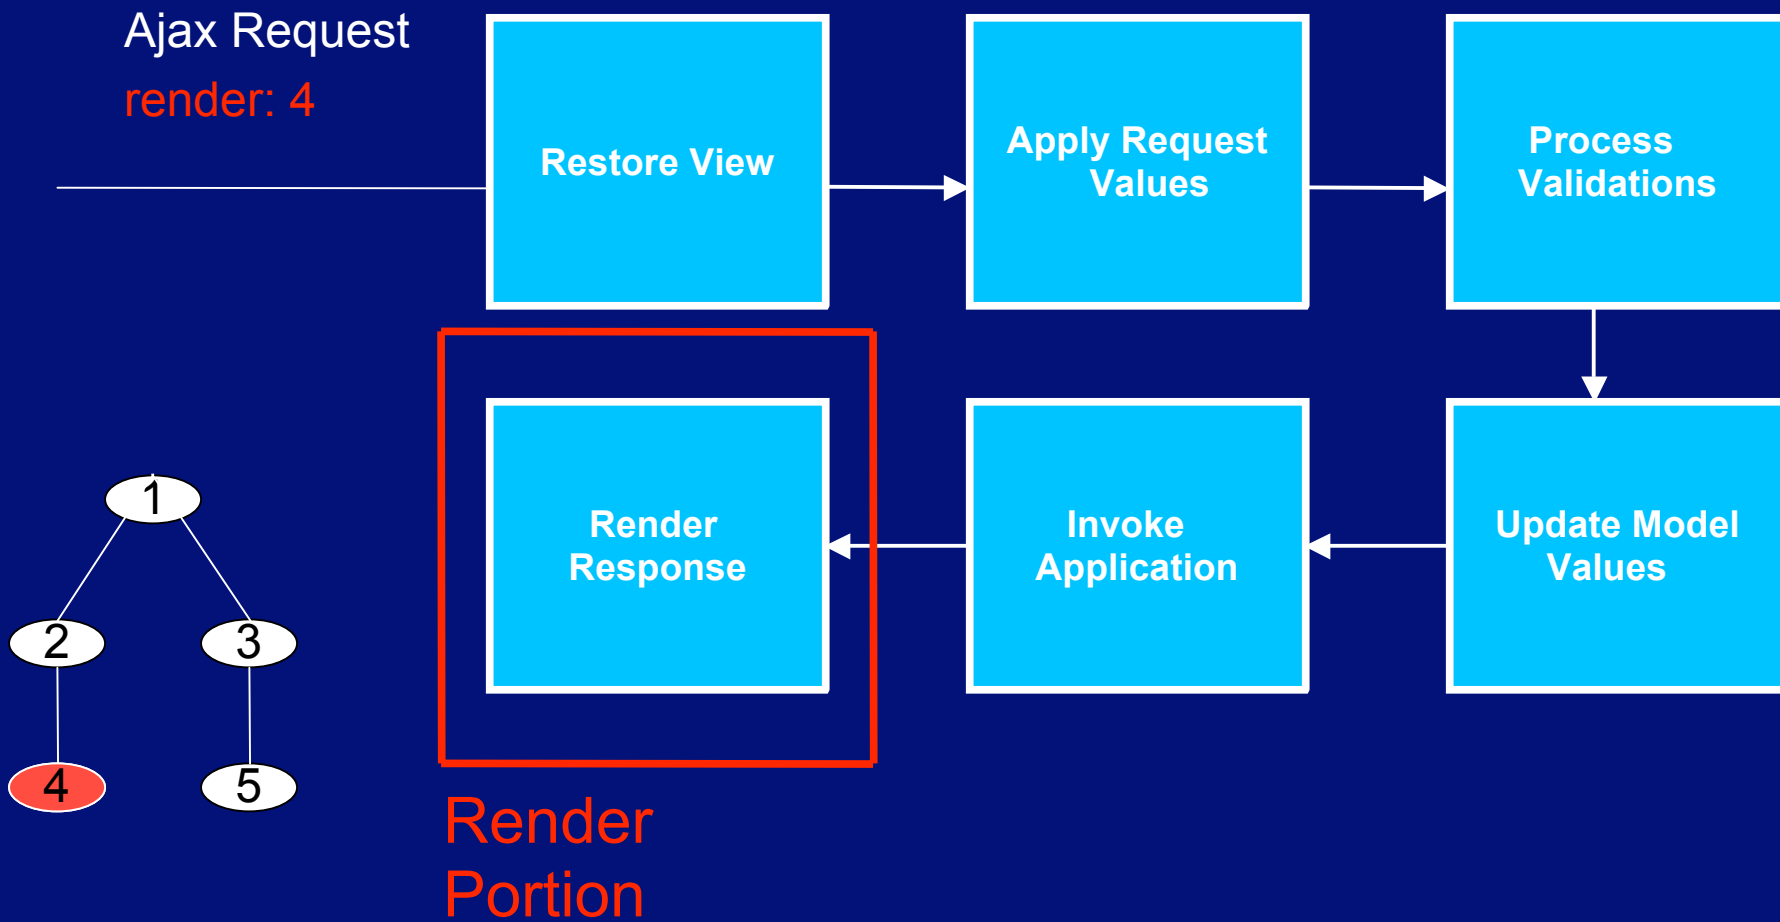 Ajax Request
render: 4
Restore View
Apply Request
Values
Process
Validations
Render
Response
Invoke
Application
Update Model
Values
1
2
3
4
5
Render
Portion